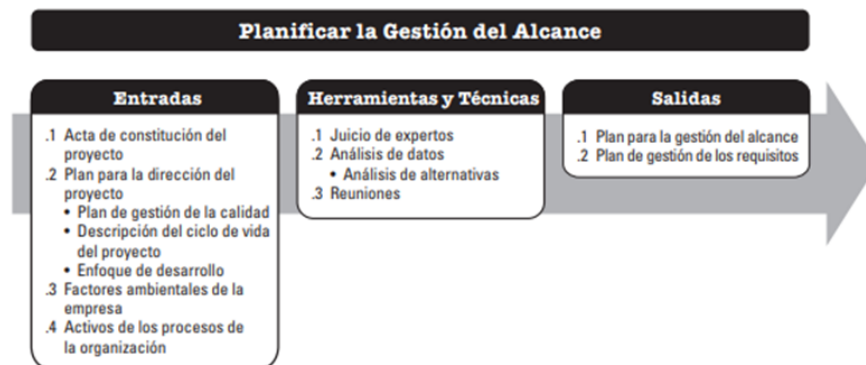 Planificar la Gestión del Alcance
Entradas
.1 Acta de constitución del
proyecto
.2 Plan para la dirección del
proyecto
• Plan de gestión de la calidad
• Descripción del ciclo de vida
del proyecto
• Enfoque de desarrollo
.3 Factores ambientales de la
empresa
.4 Activos de los procesos de
la organización
Herramientas y Técnicas
.1 Juicio de expertos
.2 Análisis de datos
• Análisis de alternativas
.3 Reuniones
Salidas
.1 Plan para la gestión del alcance
.2 Plan de gestión de los requisitos